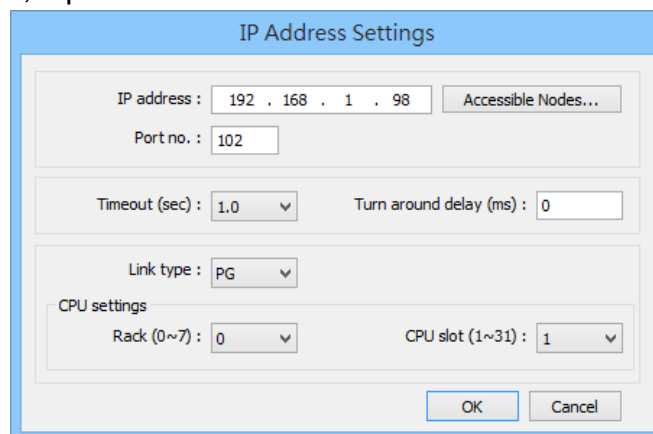 IP Address Settings
IP address : 192 . 168 . 1 . 98 Accessible Nodes...
Port no. : 102
Timeout (sec) : 1.0 Turn around delay (ms) : 0
Link type : PG
CPU settings
Rack (0~7) : 0 CPU slot (1~31) : 1
OK Cancel